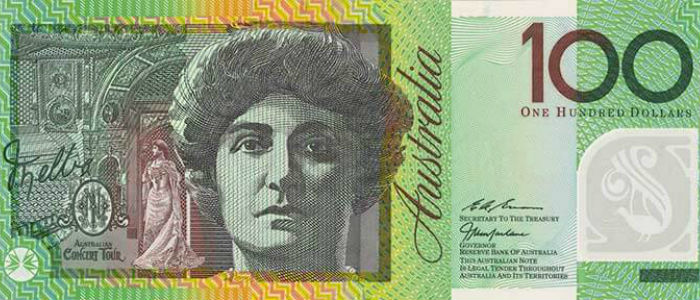 100
ONE HUNDRED DOLLARS
Australia
AUSTRALIAN
CONCERT TOUR
SECRETARY TO THE TREASURY
GOVERNOR
RESERVE BANK OF AUSTRALIA
THIS AUSTRALIAN NOTE
IS LEGAL TENDER THROUGHOUT
AUSTRALIA AND ITS TERRITORIES